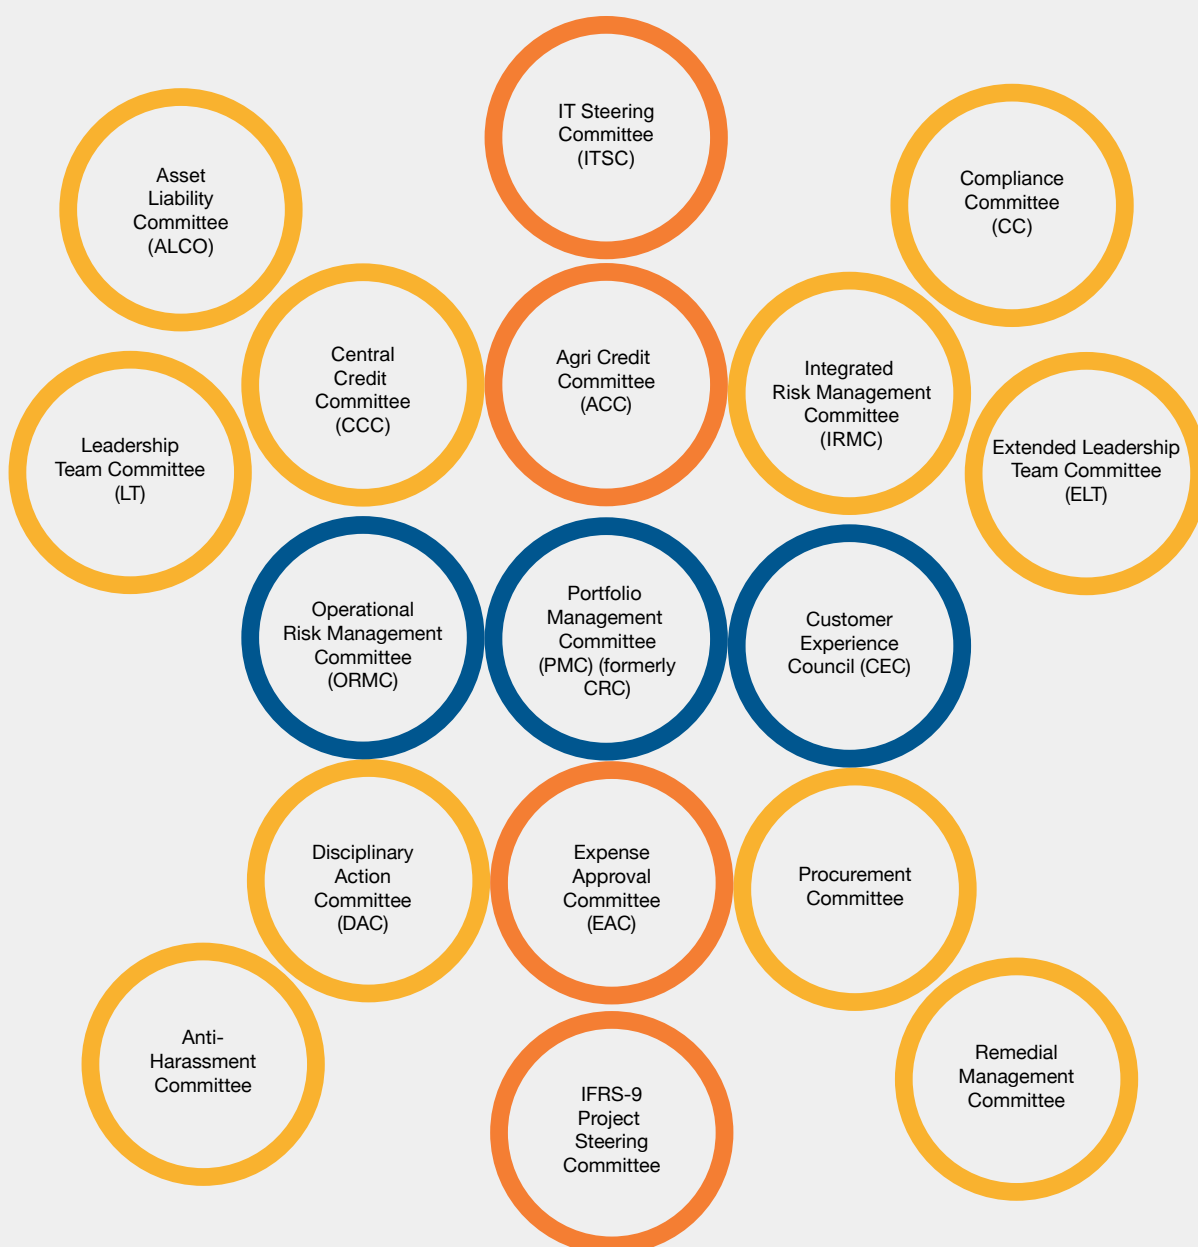 IT Steering
Committee
(ITSC)
Asset
Liability
Committee
(ALCO)
Compliance
Committee
(CC)
Central
Credit
Committee
(CCC)
Agri Credit
Committee
(ACC)
Integrated
Risk Management
Committee
(IRMC)
Leadership
Team Committee
(LT)
Extended Leadership
Team Committee
(ELT)
Operational
Risk Management
Committee
(ORMC)
Portfolio
Management
Committee
(PMC) (formerly
CRC)
Customer
Experience
Council (CEC)
Disciplinary
Action
Committee
(DAC)
Expense
Approval
Committee
(EAC)
Procurement
Committee
Anti-
Harassment
Committee
IFRS-9
Project
Steering
Committee
Remedial
Management
Committee